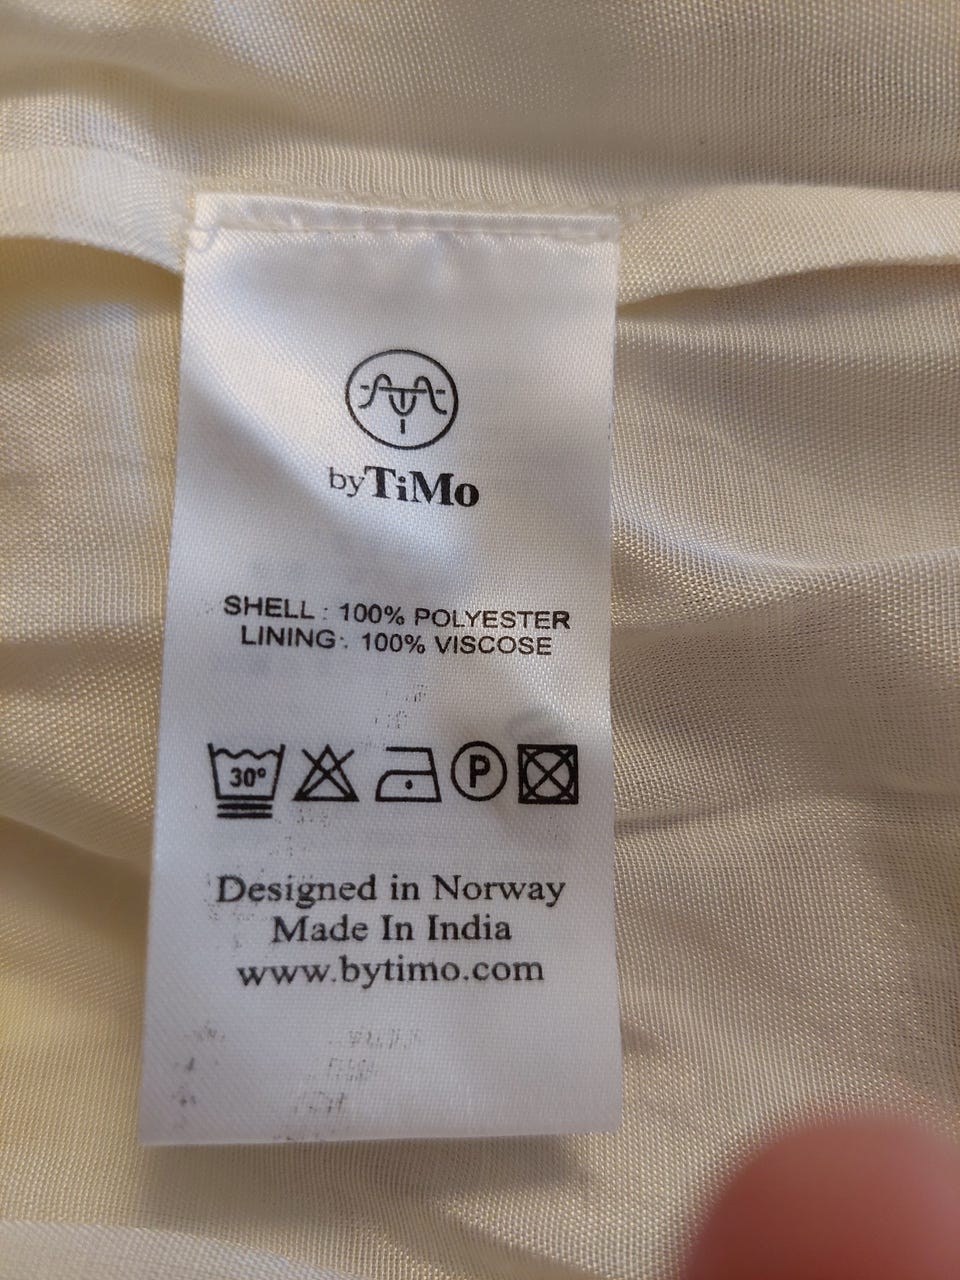 byTiMo
SHELL : 100% POLYESTER
LINING : 100% VISCOSE
30°
P
Designed in Norway
Made In India
www.bytimo.com